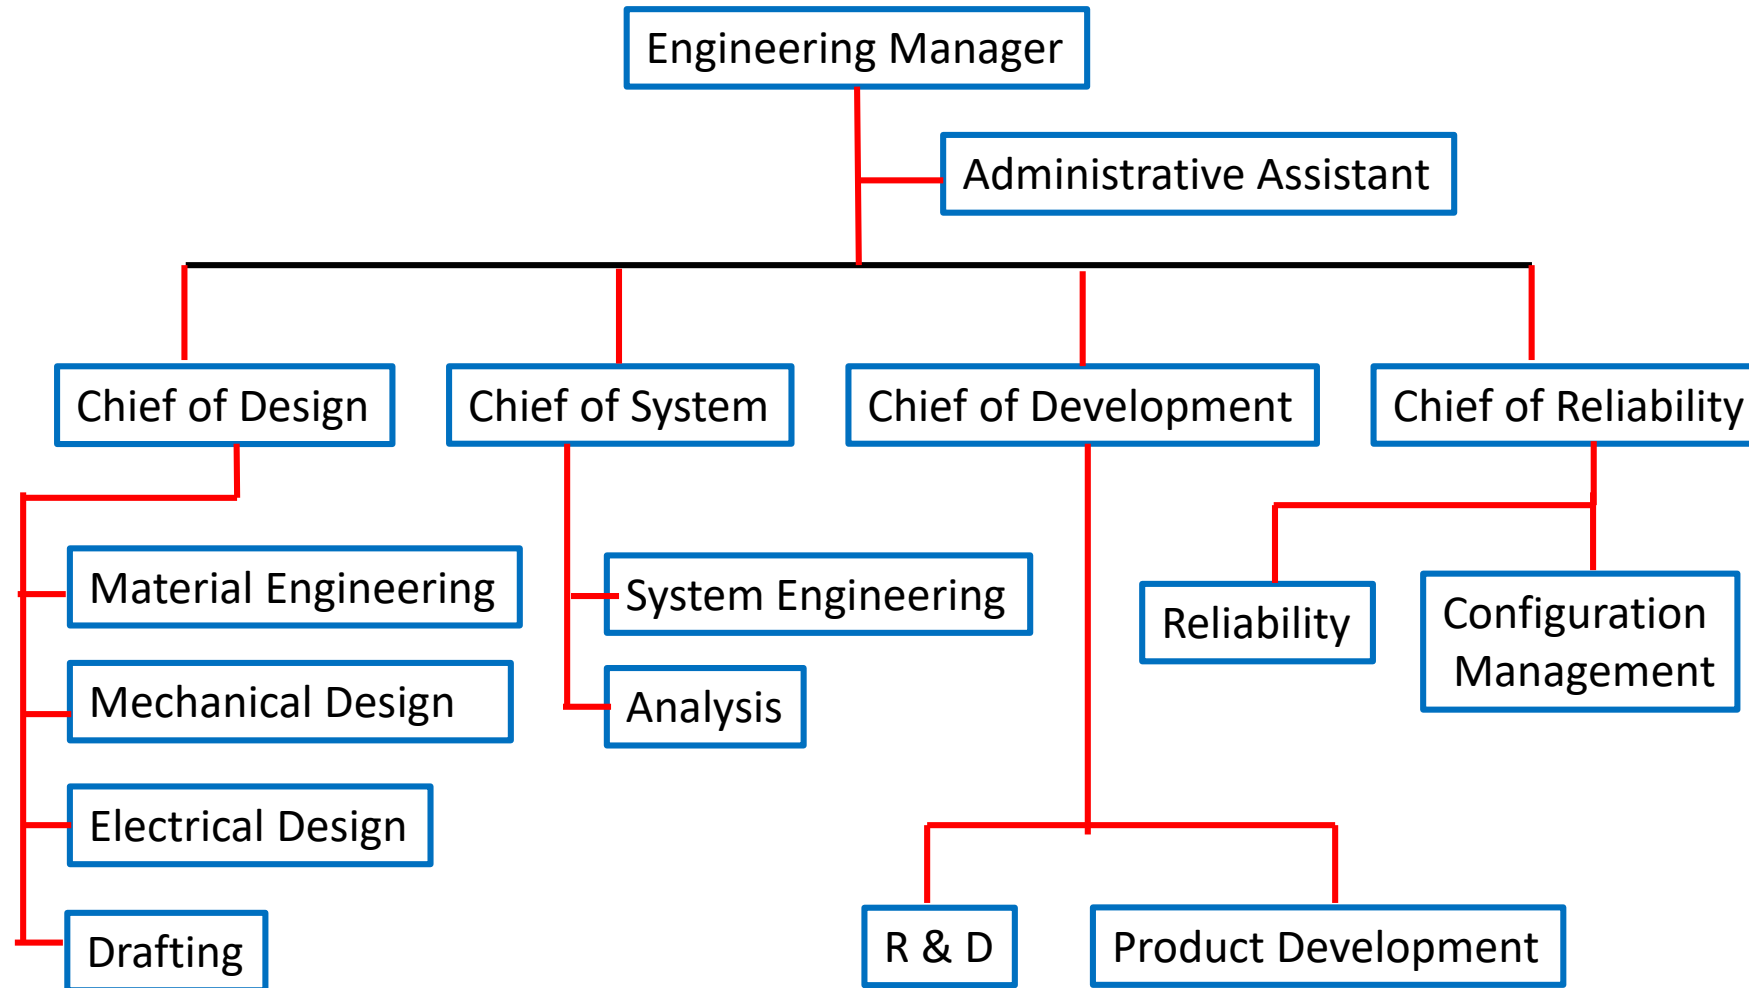 Engineering Manager
Administrative Assistant
Chief of Design
Chief of System
Chief of Development
Chief of Reliability
Material Engineering
Mechanical Design
Electrical Design
Drafting
System Engineering
Analysis
R & D
Product Development
Reliability
Configuration
Management